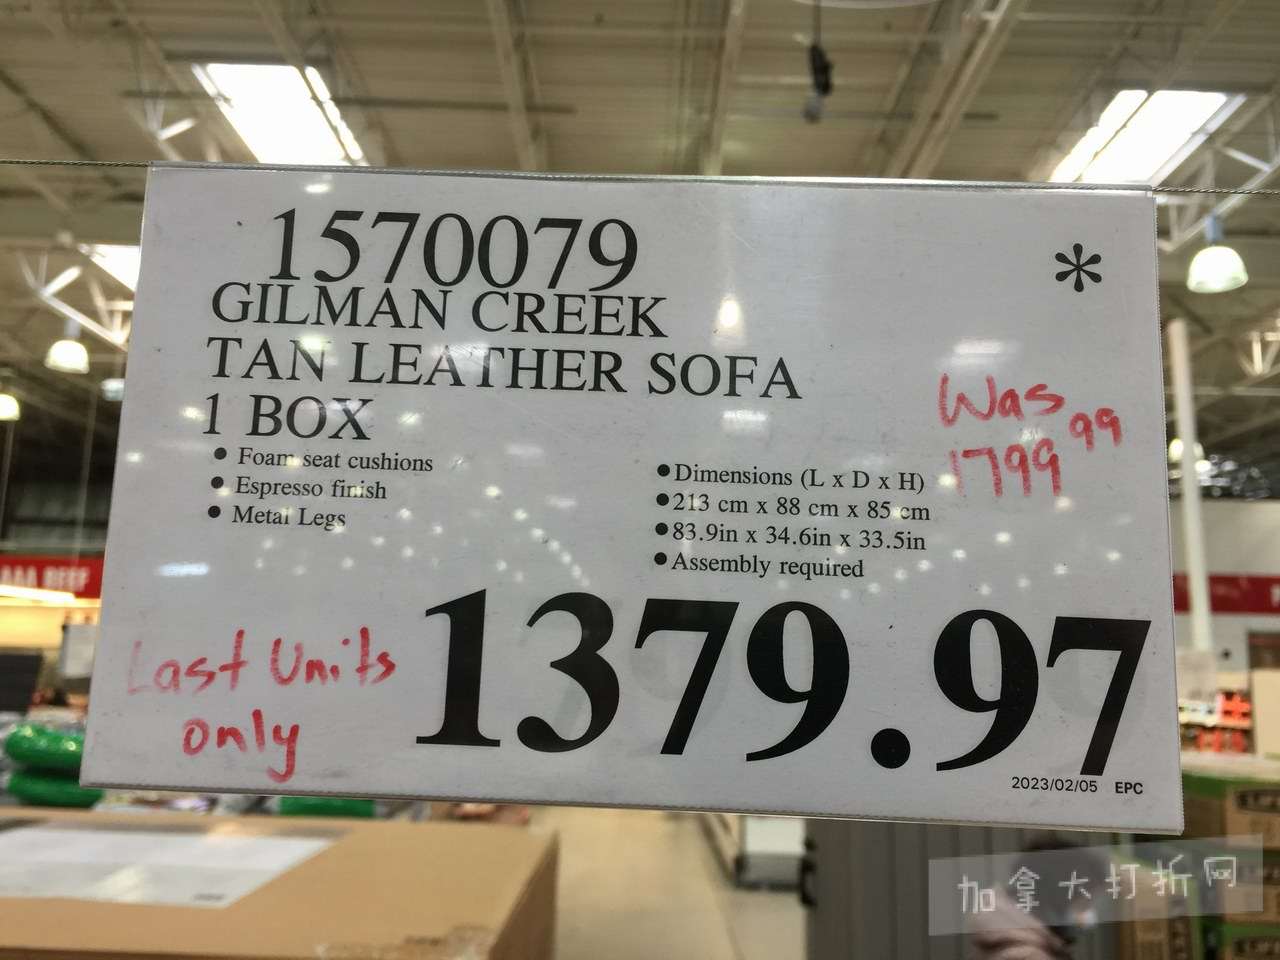 1570079
*
GILMAN CREEK
TAN LEATHER SOFA
1 BOX
• Foam seat cushions
• Espresso finish
• Metal Legs
Was
1799 99
• Dimensions (L x D x H)
• 213 cm x 88 cm x 85 cm
• 83.9in x 34.6in x 33.5in
• Assembly required
Last Units
only
1379.97
2023/02/05 EPC
AAA BEEF
加拿大打折网